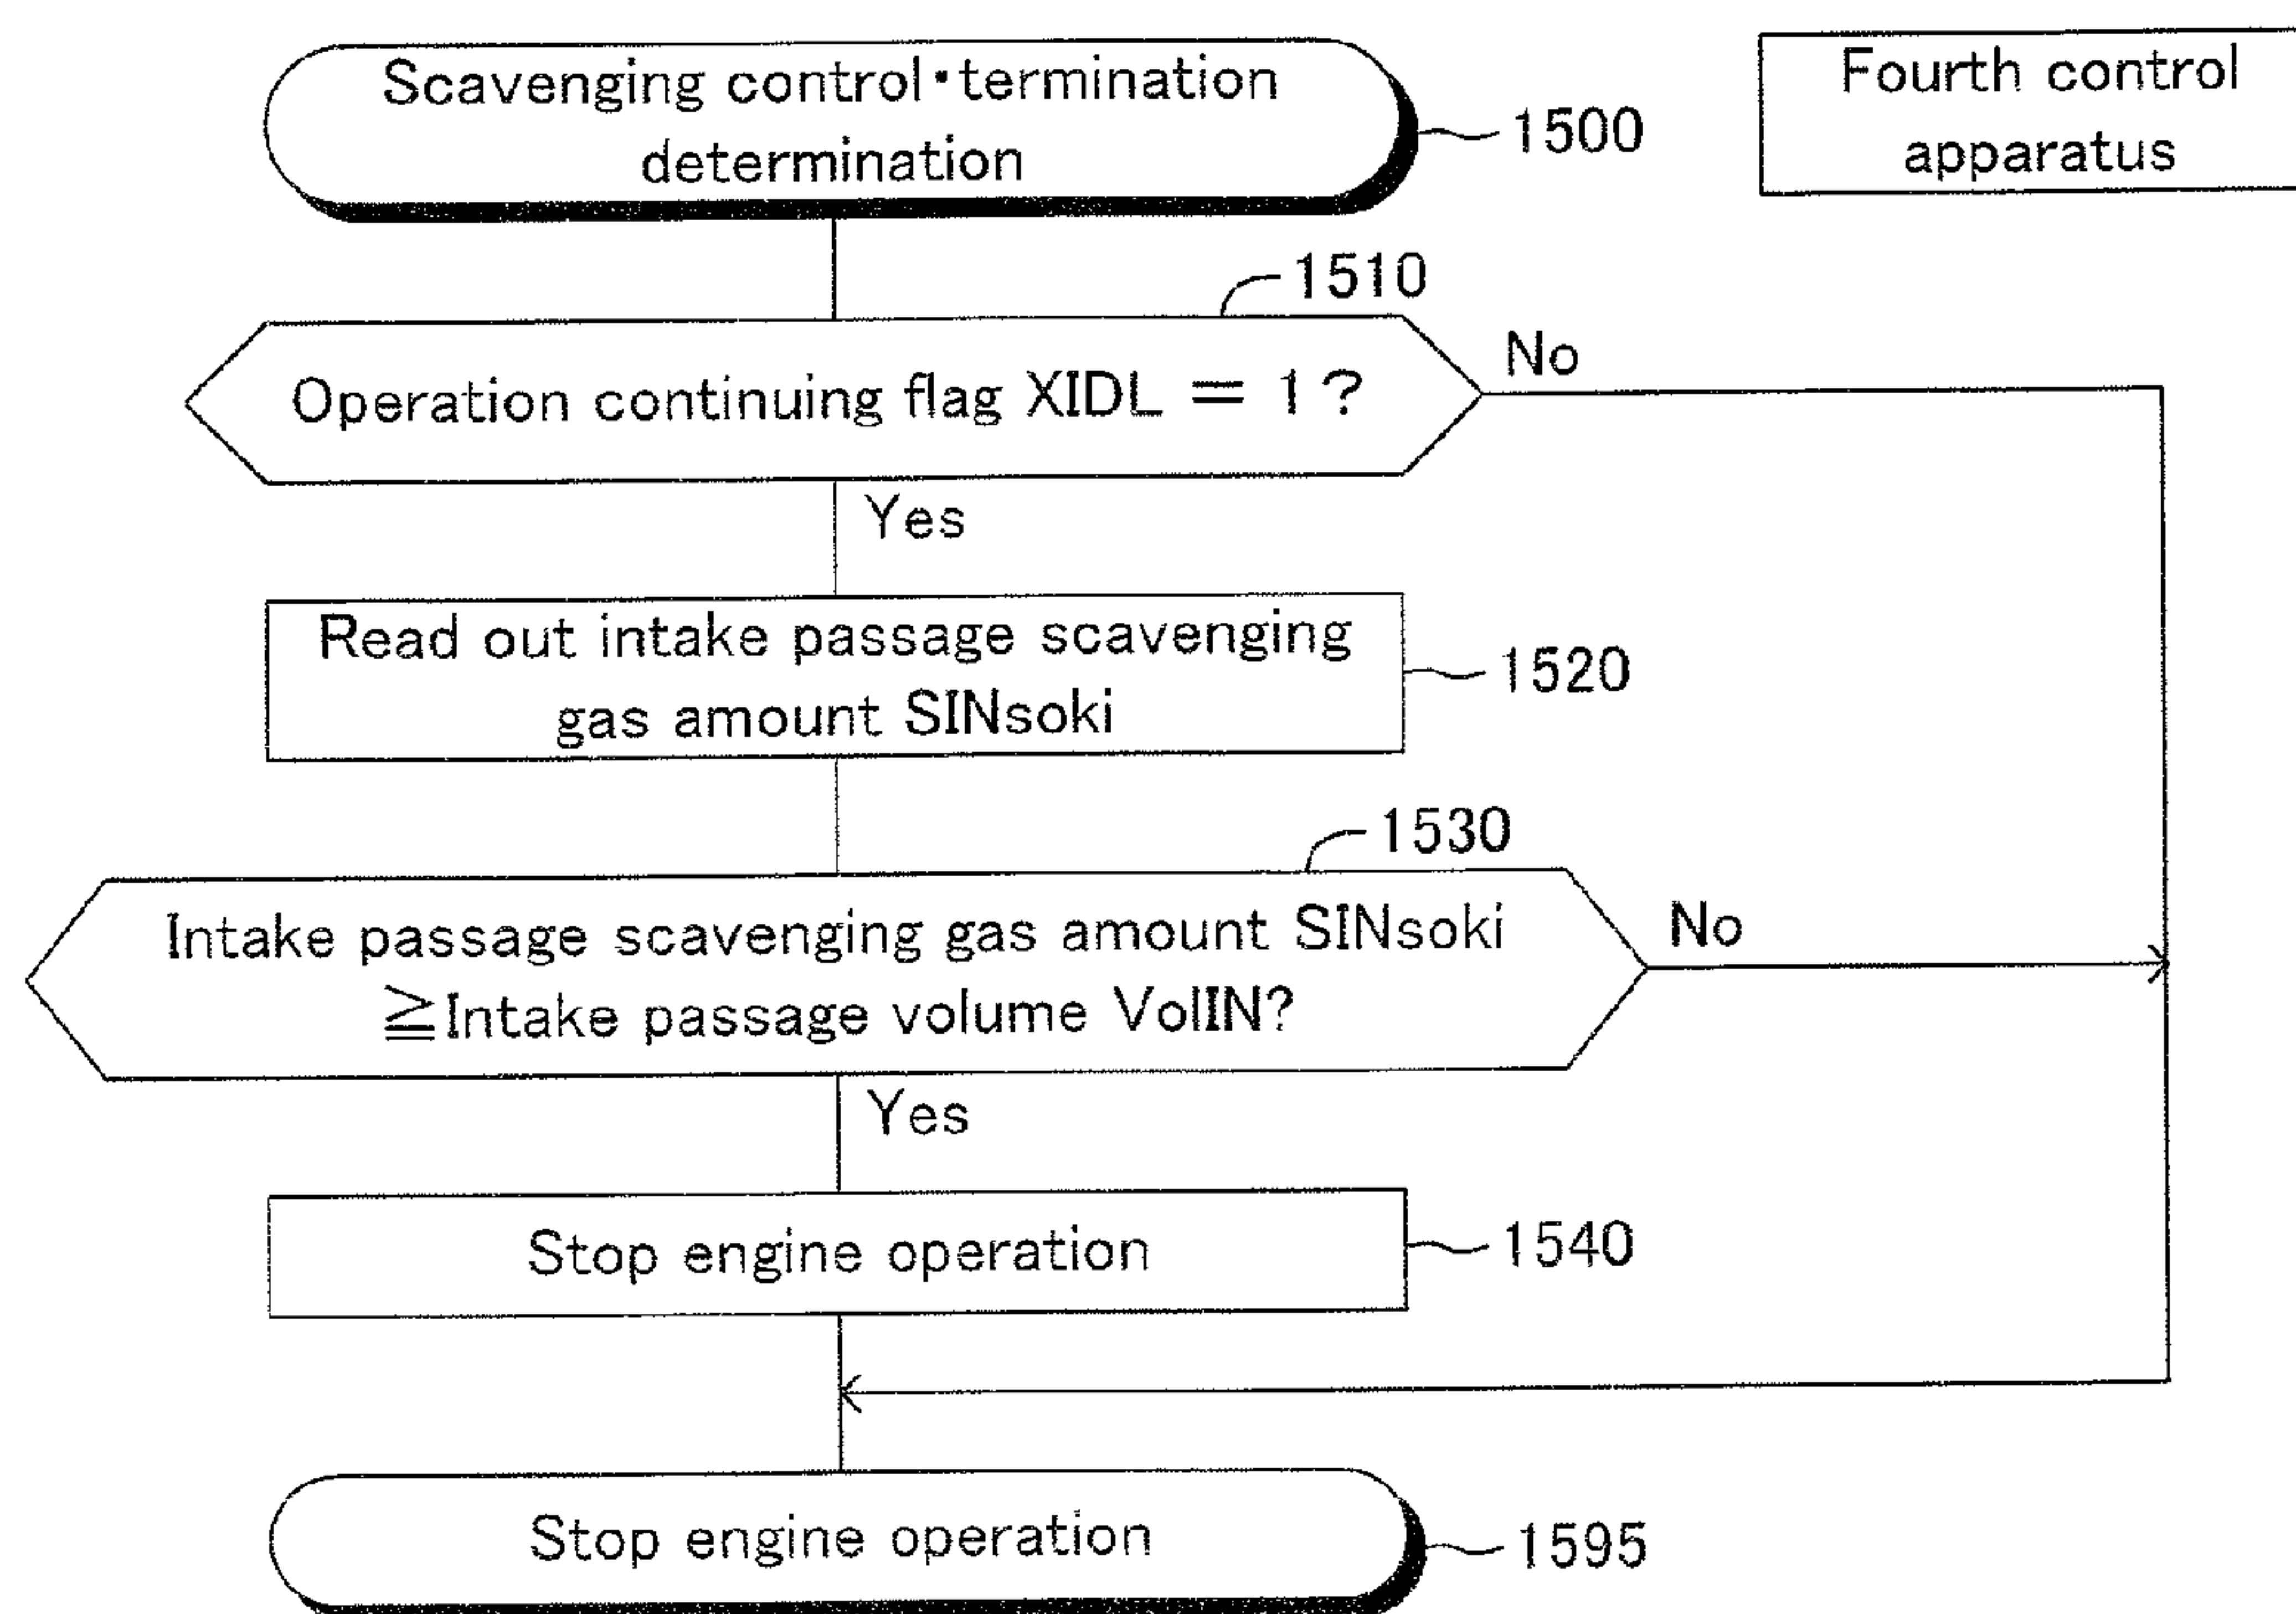 Scavenging control・termination
determination
1500
Fourth control
apparatus
1510
Operation continuing flag XIDL = 1 ?
No
Yes
Read out intake passage scavenging
gas amount SINsoki
1520
1530
Intake passage scavenging gas amount SINsoki
≧Intake passage volume VolIN?
No
Yes
Stop engine operation
1540
Stop engine operation
1595